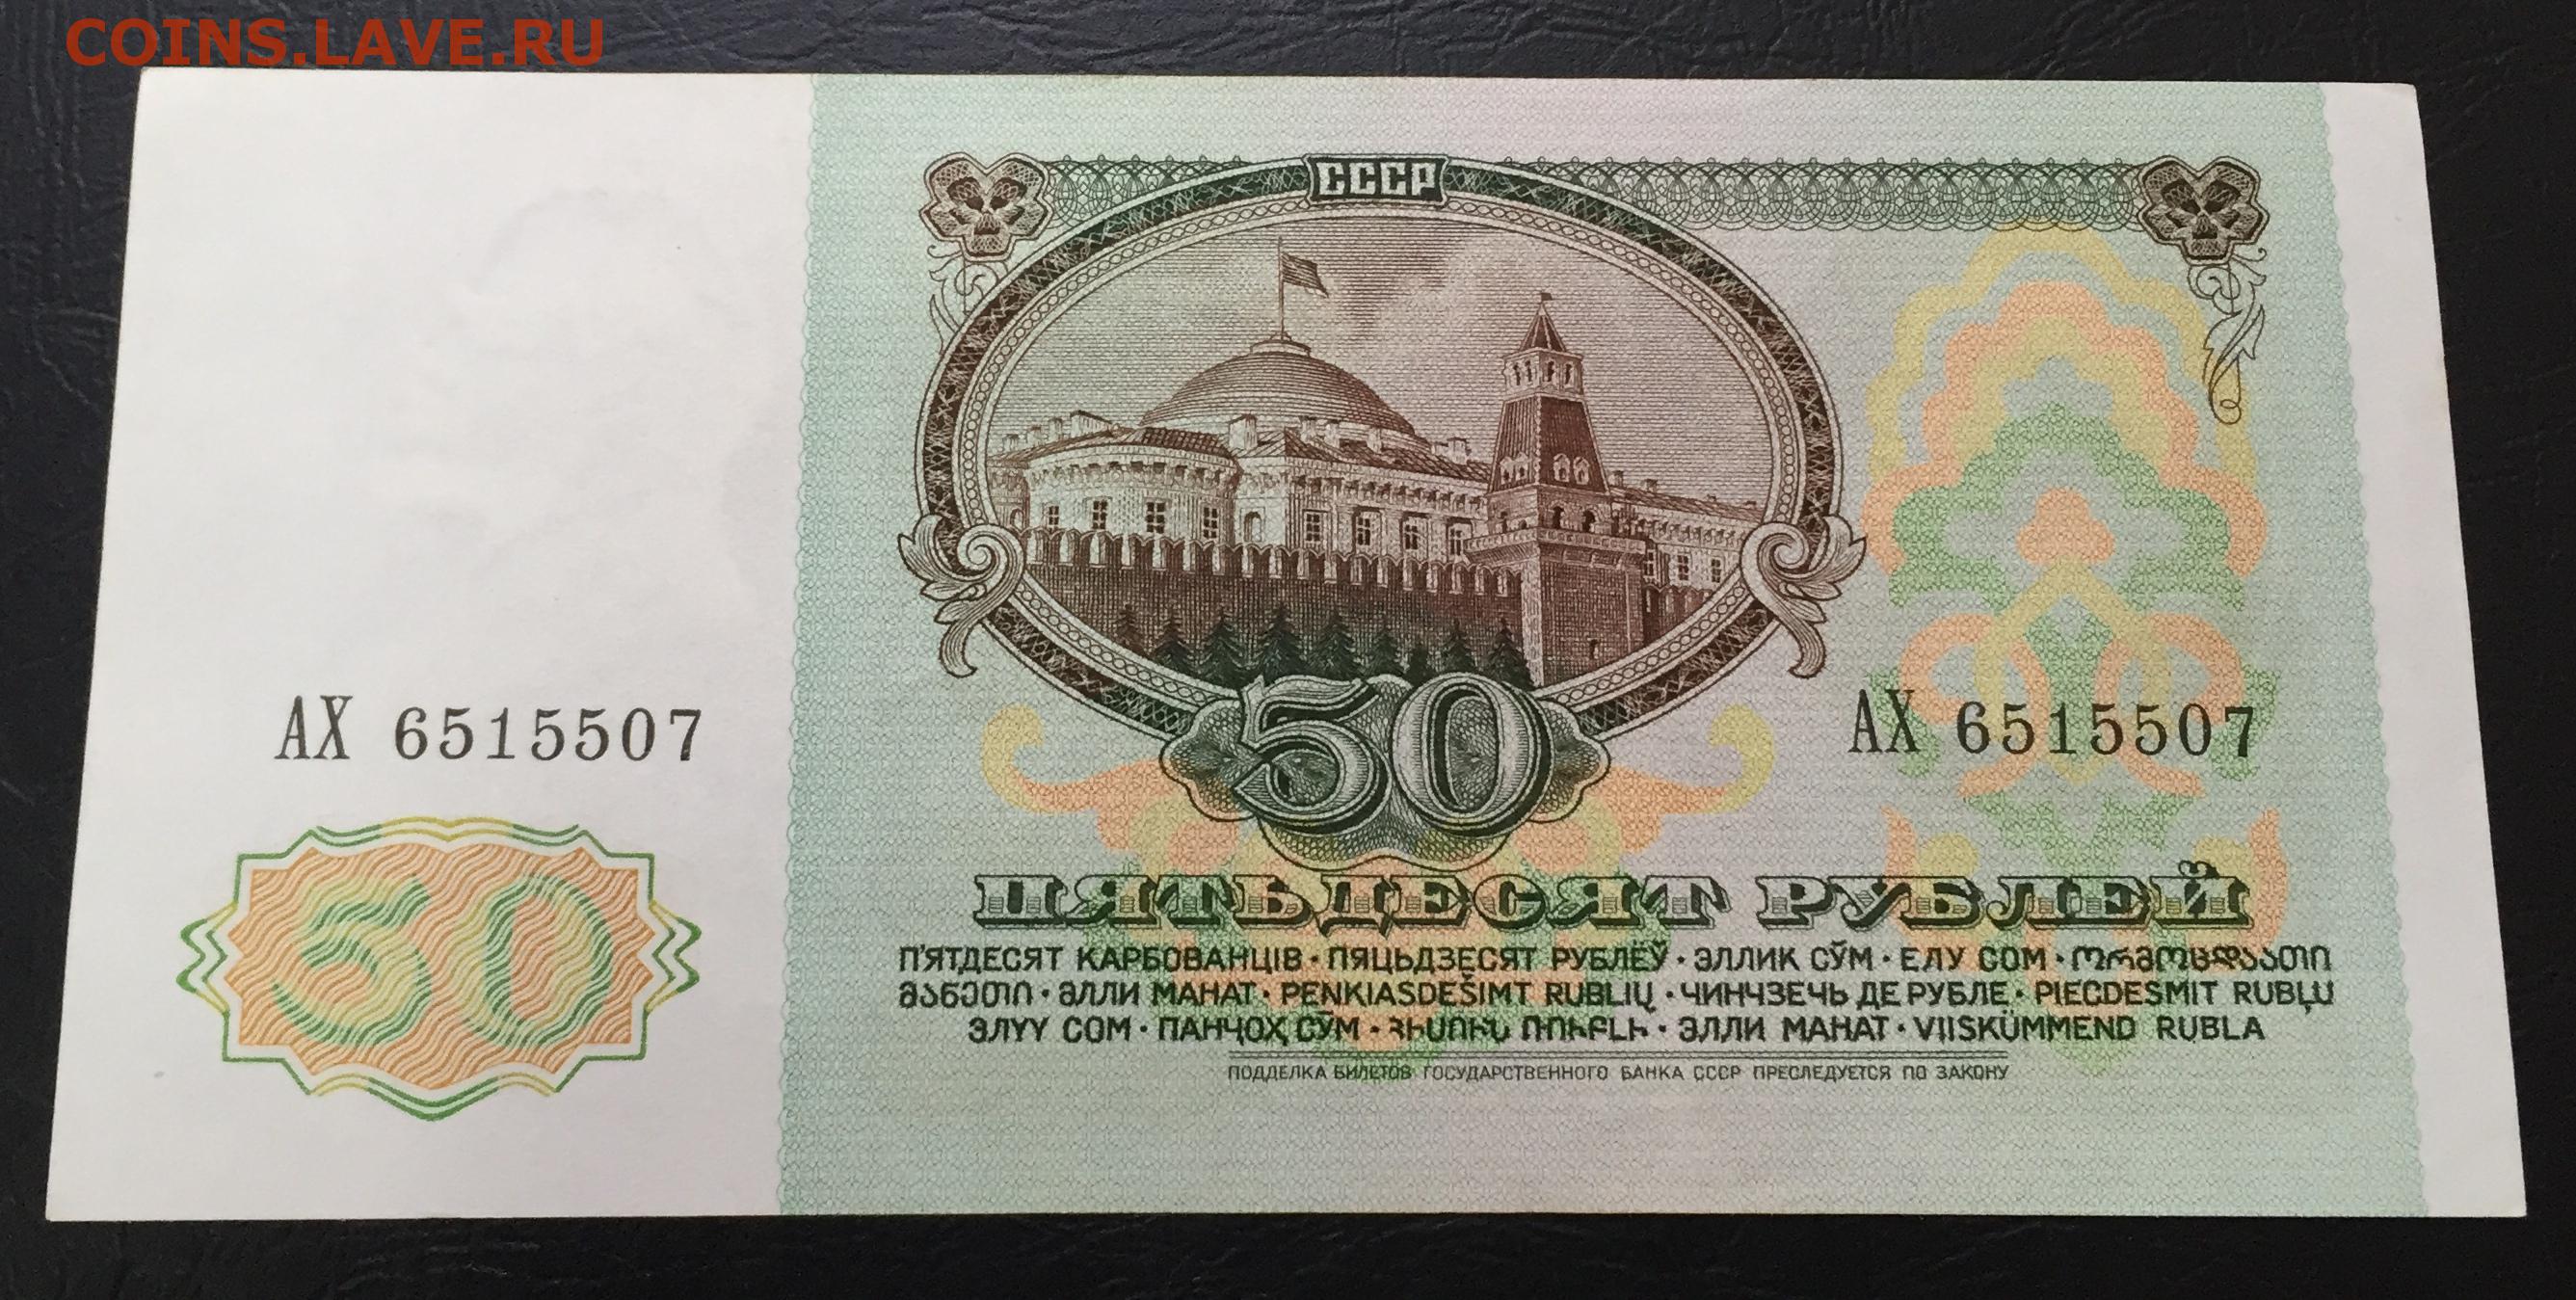 COINS.LAVE.RU
СССР
АХ 6515507
АХ 6515507
50
50
ПЯТЬДЕСЯТ РУБЛЕЙ
П'ЯТДЕСЯТ КАРБОВАНЦІВ · ПЯЦЬДЗЕСЯТ РУБЛЁЎ · ЭЛЛИК СЎМ · ЕЛУ СОМ · ორმოცდაათი
მანეთი · ӘЛЛИ МАНАТ · PENKIASDEŠIMT RUBLIŲ · ЧИНЧЗЕЧЬ ДЕ РУБЛЕ · PIECDESMIT RUBĻU
ЭЛҮҮ СОМ · ПАНҶОҲ СӮМ · ՀԻՍՈՒՆ ՌՈՒԲԼԻ · ЭЛЛИ МАНАТ · VIISKÜMMEND RUBLA
ПОДДЕЛКА БИЛЕТОВ ГОСУДАРСТВЕННОГО БАНКА СССР ПРЕСЛЕДУЕТСЯ ПО ЗАКОНУ